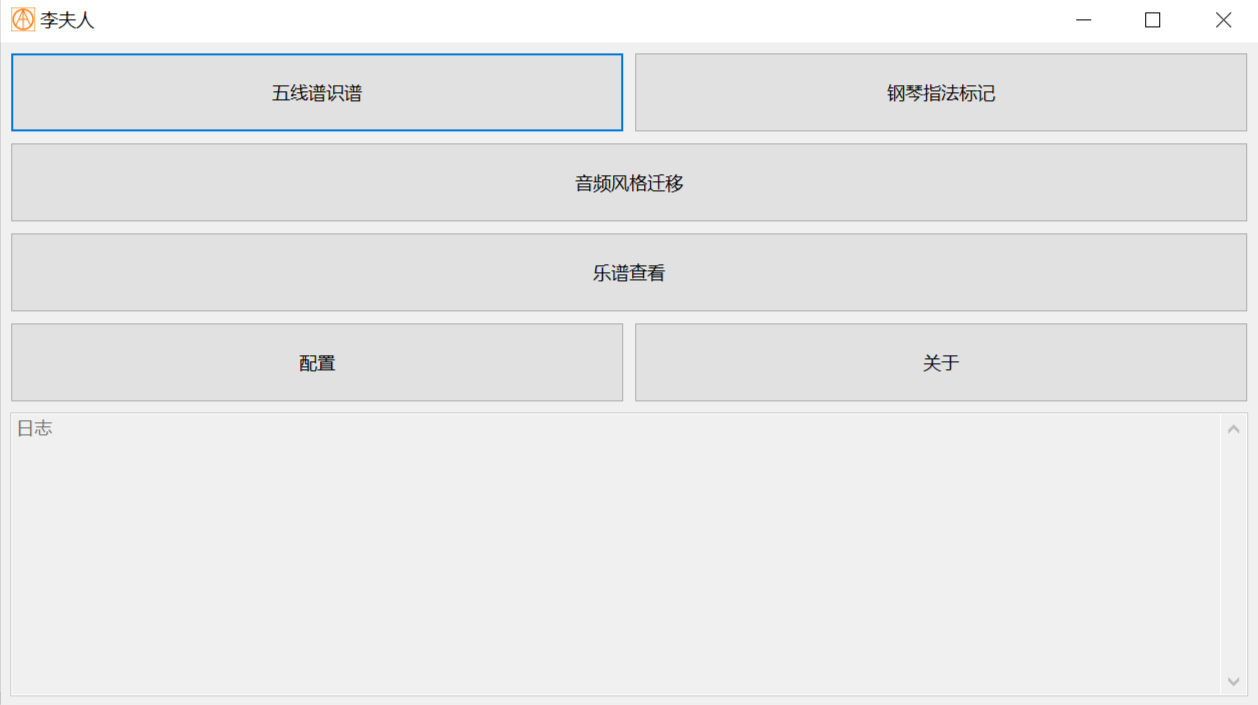 李夫人
五线谱识谱
钢琴指法标记
音频风格迁移
乐谱查看
配置
关于
日志